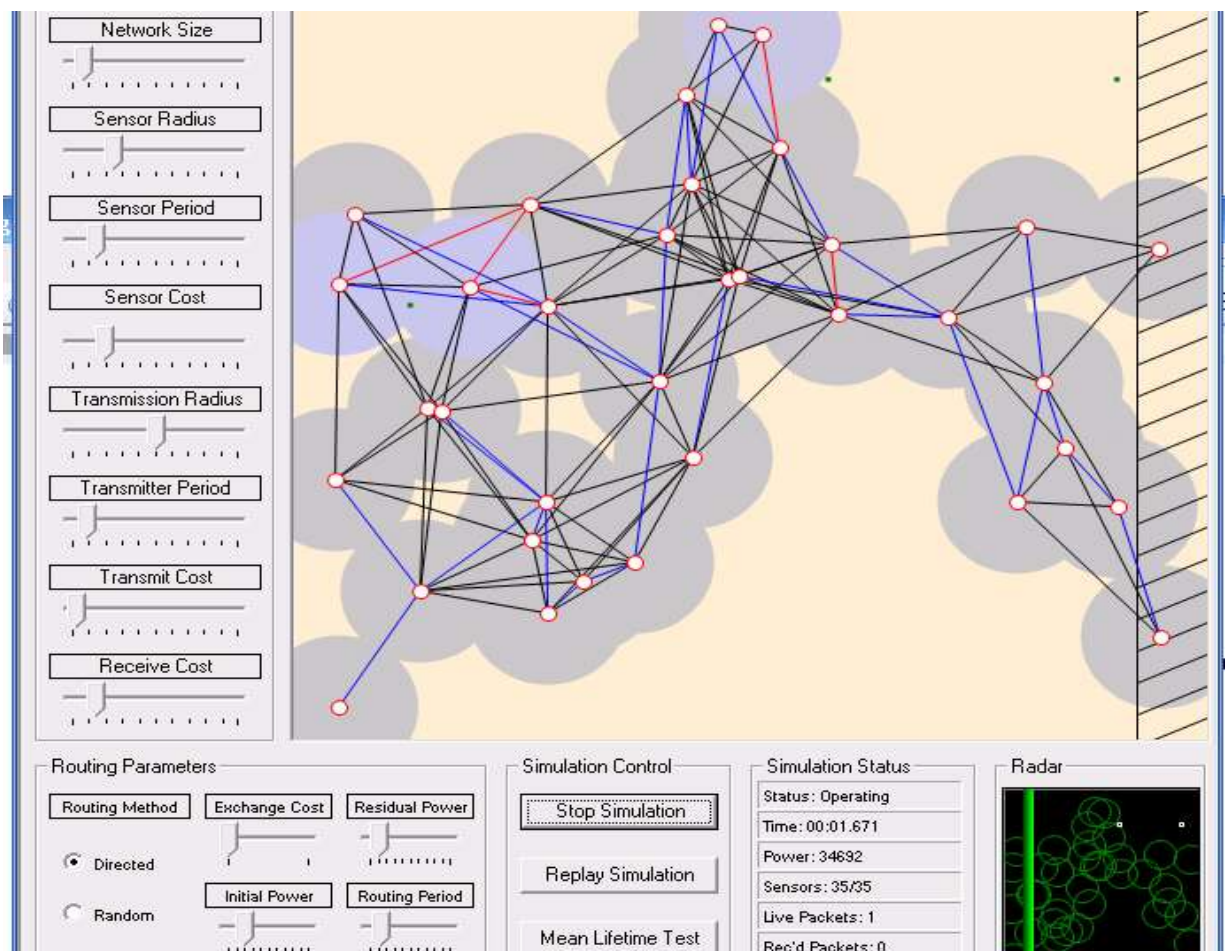 Network Size
Sensor Radius
Sensor Period
Sensor Cost
Transmission Radius
Transmitter Period
Transmit Cost
Receive Cost
Routing Parameters
Routing Method
Exchange Cost
Residual Power
Directed
Random
Initial Power
Routing Period
Simulation Control
Stop Simulation
Replay Simulation
Mean Lifetime Test
Simulation Status
Status: Operating
Time: 00:01.671
Power: 34692
Sensors: 35/35
Live Packets: 1
Rec'd Packets: 0
Radar